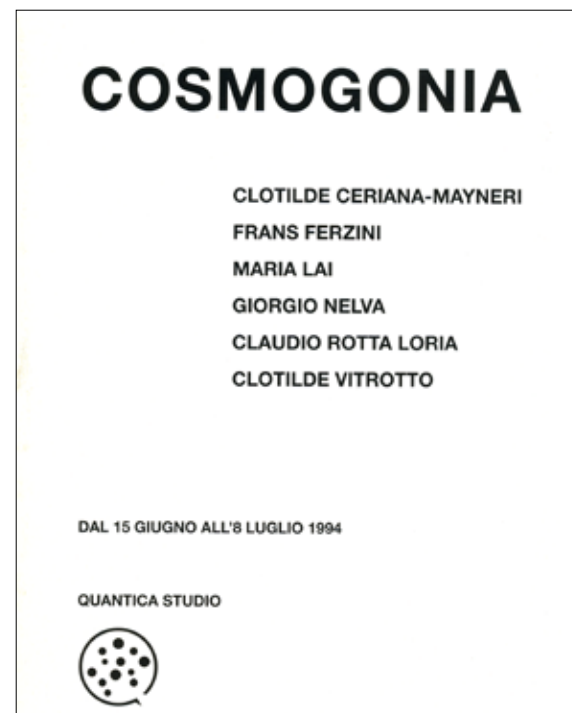 COSMOGONIA
CLOTILDE CERIANA-MAYNERI
FRANS FERZINI
MARIA LAI
GIORGIO NELVA
CLAUDIO ROTTA LORIA
CLOTILDE VITROTTO
DAL 15 GIUGNO ALL'8 LUGLIO 1994
QUANTICA STUDIO